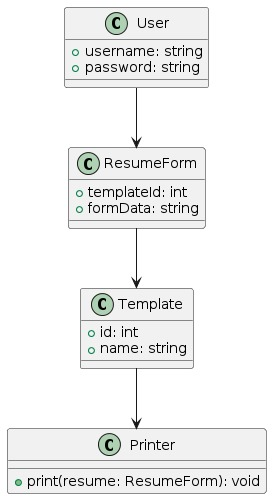 C User
+ username: string
+ password: string
C ResumeForm
+ templateId: int
+ formData: string
C Template
+ id: int
+ name: string
C Printer
print(resume: ResumeForm): void